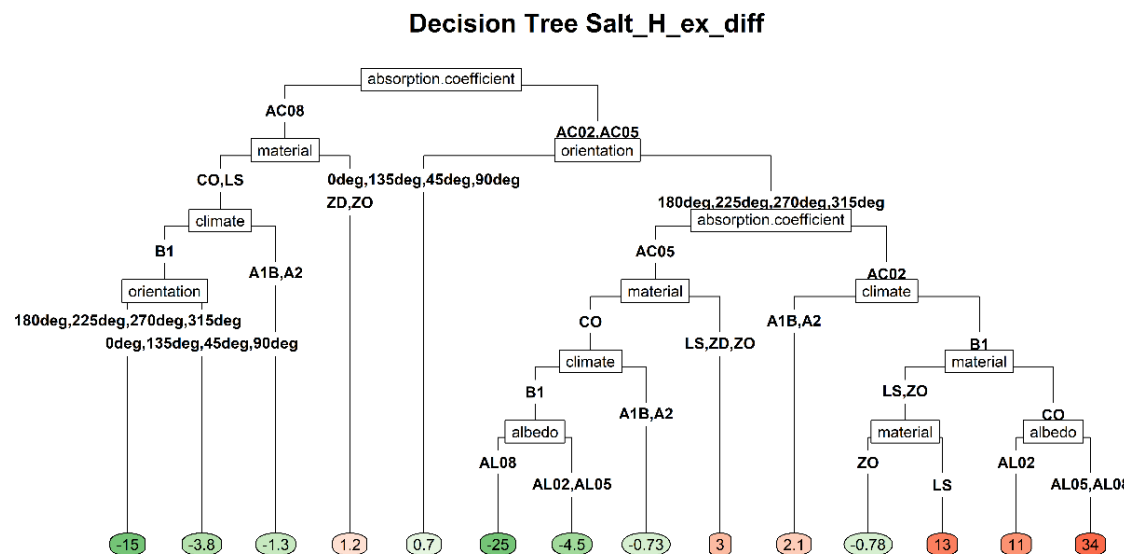 Decision Tree Salt_H_ex_diff
absorption.coefficient
AC08
AC02,AC05
material
orientation
CO,LS
ZD,ZO
0deg,135deg,45deg,90deg
180deg,225deg,270deg,315deg
climate
absorption.coefficient
B1
A1B,A2
AC05
AC02
orientation
material
climate
180deg,225deg,270deg,315deg
0deg,135deg,45deg,90deg
CO
LS,ZD,ZO
A1B,A2
B1
climate
material
B1
A1B,A2
LS,ZO
CO
albedo
material
albedo
AL08
AL02,AL05
ZO
LS
AL02
AL05,AL08
-15
-3.8
-1.3
1.2
0.7
-25
-4.5
-0.73
3
2.1
-0.78
13
11
34